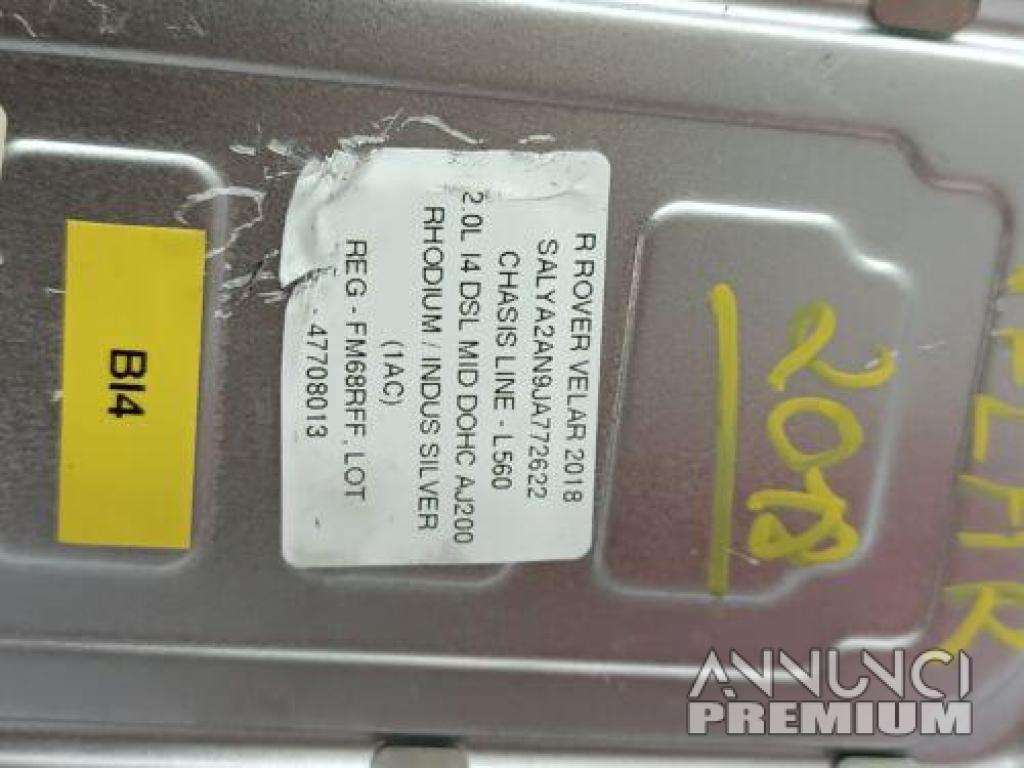 R ROVER VELAR 2018
SALYA2AN9JA772622
CHASIS LINE - L560
2.0L I4 DSL MID DOHC AJ200
RHODIUM / INDUS SILVER
(1AC)
REG - FM68RFF, LOT
- 47708013
BI4
2018
VELAR
ANNUNCI
PREMIUM